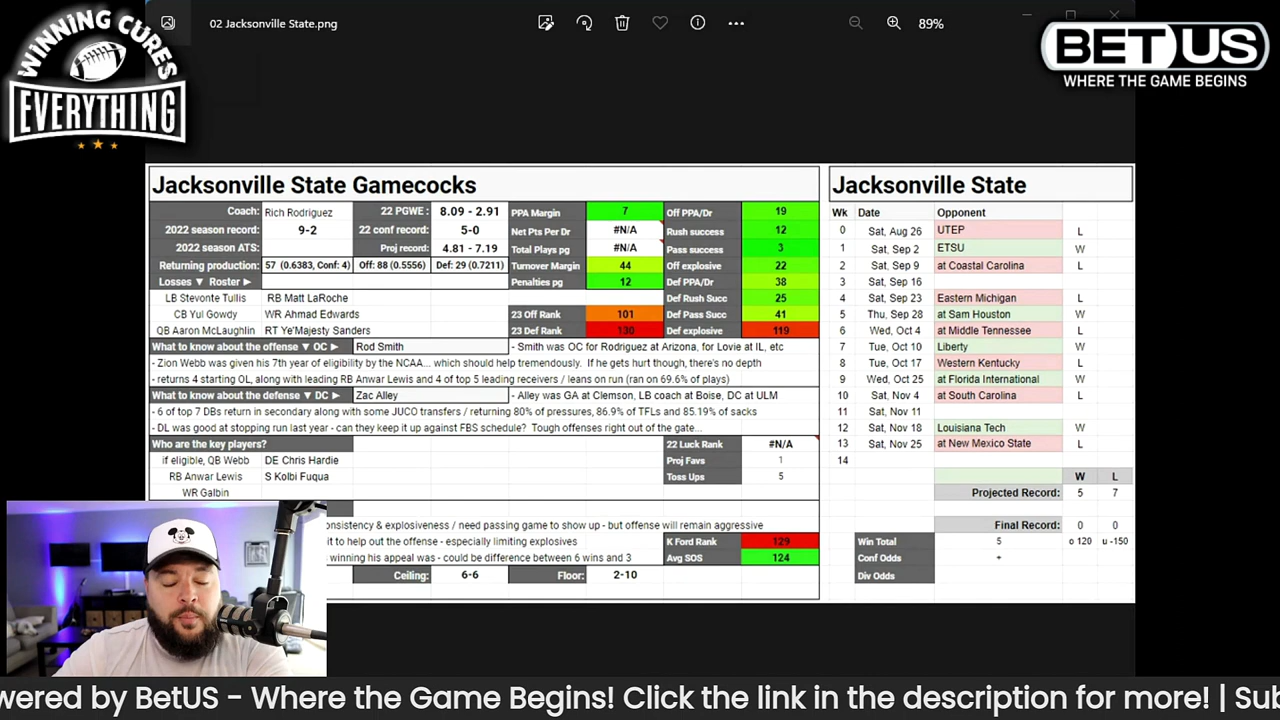 WINNING CURES
EVERYTHING
02 Jacksonville State.png
89%
BETUS
WHERE THE GAME BEGINS
Jacksonville State Gamecocks
Coach: Rich Rodriguez 22 PGWE : 8.09 - 2.91 PPA Margin 7 Off PPA/Dr 19
2022 season record: 9-2 22 conf record: 5-0 Net Pts Per Dr #N/A Rush success 12
2022 season ATS: Proj record: 4.81 - 7.19 Total Plays pg #N/A Pass success 3
Returning production: 57 (0.6383, Conf: 4) Off: 88 (0.5556) Def: 29 (0.7211) Turnover Margin 44 Off explosive 22
Losses ▼ Roster ► Penalties pg 12 Def PPA/Dr 38
LB Stevonte Tullis RB Matt LaRoche Def Rush Succ 25
CB Yul Gowdy WR Ahmad Edwards 23 Off Rank 101 Def Pass Succ 41
QB Aaron McLaughlin RT Ye'Majesty Sanders 23 Def Rank 130 Def explosive 119
What to know about the offense ▼ OC ► Rod Smith - Smith was OC for Rodriguez at Arizona, for Lovie at IL, etc
- Zion Webb was given his 7th year of eligibility by the NCAA... which should help tremendously. If he gets hurt though, there's no depth
- returns 4 starting OL, along with leading RB Anwar Lewis and 4 of top 5 leading receivers / leans on run (ran on 69.6% of plays)
What to know about the defense ▼ DC ► Zac Alley - Alley was GA at Clemson, LB coach at Boise, DC at ULM
- 6 of top 7 DBs return in secondary along with some JUCO transfers / returning 80% of pressures, 86.9% of TFLs and 85.19% of sacks
- DL was good at stopping run last year - can they keep it up against FBS schedule? Tough offenses right out of the gate...
Who are the key players? 22 Luck Rank #N/A
if eligible, QB Webb DE Chris Hardie Proj Favs 1
RB Anwar Lewis S Kolbi Fuqua Toss Ups 5
WR Galbin
onsistency & explosiveness / need passing game to show up - but offense will remain aggressive
it to help out the offense - especially limiting explosives K Ford Rank 129
winning his appeal was - could be difference between 6 wins and 3 Avg SOS 124
Ceiling: 6-6 Floor: 2-10
Jacksonville State
Wk Date Opponent
0 Sat, Aug 26 UTEP L
1 Sat, Sep 2 ETSU W
2 Sat, Sep 9 at Coastal Carolina L
3 Sat, Sep 16
4 Sat, Sep 23 Eastern Michigan L
5 Thu, Sep 28 at Sam Houston W
6 Wed, Oct 4 at Middle Tennessee L
7 Tue, Oct 10 Liberty W
8 Tue, Oct 17 Western Kentucky L
9 Wed, Oct 25 at Florida International W
10 Sat, Nov 4 at South Carolina L
11 Sat, Nov 11
12 Sat, Nov 18 Louisiana Tech W
13 Sat, Nov 25 at New Mexico State L
14
W L
Projected Record: 5 7
Final Record: 0 0
Win Total 5 o 120 u -150
Conf Odds +
Div Odds
wered by BetUS - Where the Game Begins! Click the link in the description for more! | Sub